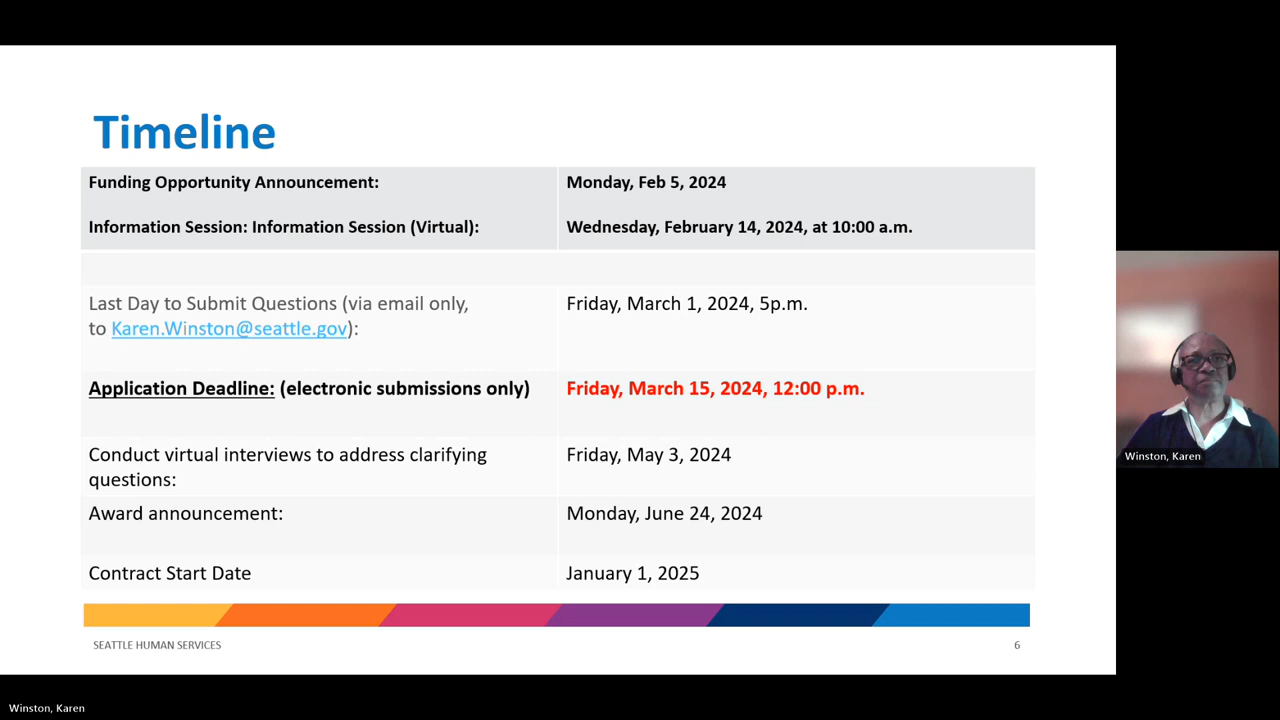 Timeline
Funding Opportunity Announcement:
Monday, Feb 5, 2024
Information Session: Information Session (Virtual):
Wednesday, February 14, 2024, at 10:00 a.m.
Last Day to Submit Questions (via email only,
to Karen.Winston@seattle.gov):
Friday, March 1, 2024, 5p.m.
Application Deadline: (electronic submissions only)
Friday, March 15, 2024, 12:00 p.m.
Conduct virtual interviews to address clarifying
questions:
Friday, May 3, 2024
Award announcement:
Monday, June 24, 2024
Contract Start Date
January 1, 2025
SEATTLE HUMAN SERVICES
6
Winston, Karen
Winston, Karen